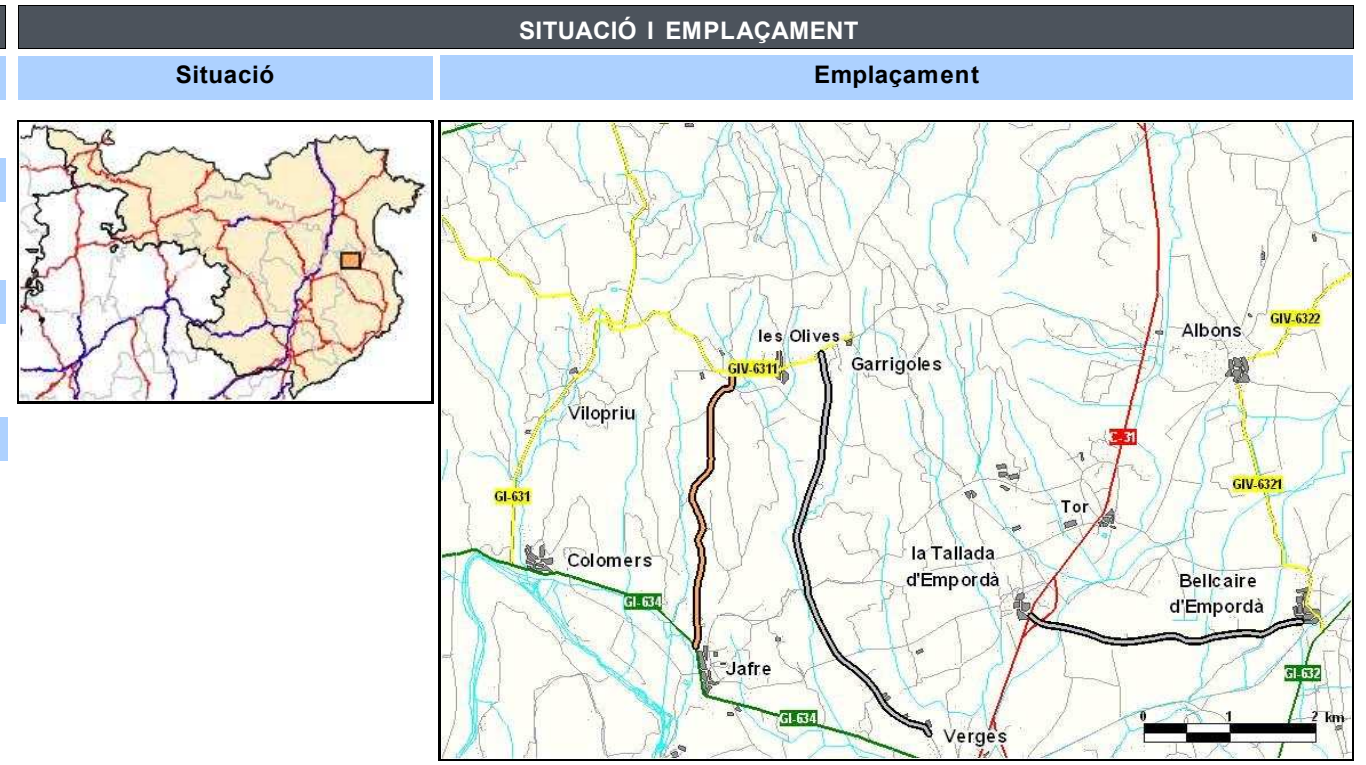 SITUACIÓ I EMPLAÇAMENT
Situació
Emplaçament
GIV-6322
Albons
les Olives
GIV-6311
Garrigoles
Vilopriu
C-31
GI-631
GIV-6321
Tor
Colomers
la Tallada
d'Empordà
Bellcaire
d'Empordà
GI-634
Jafre
GI-632
GI-634
Verges
0 1 2 km